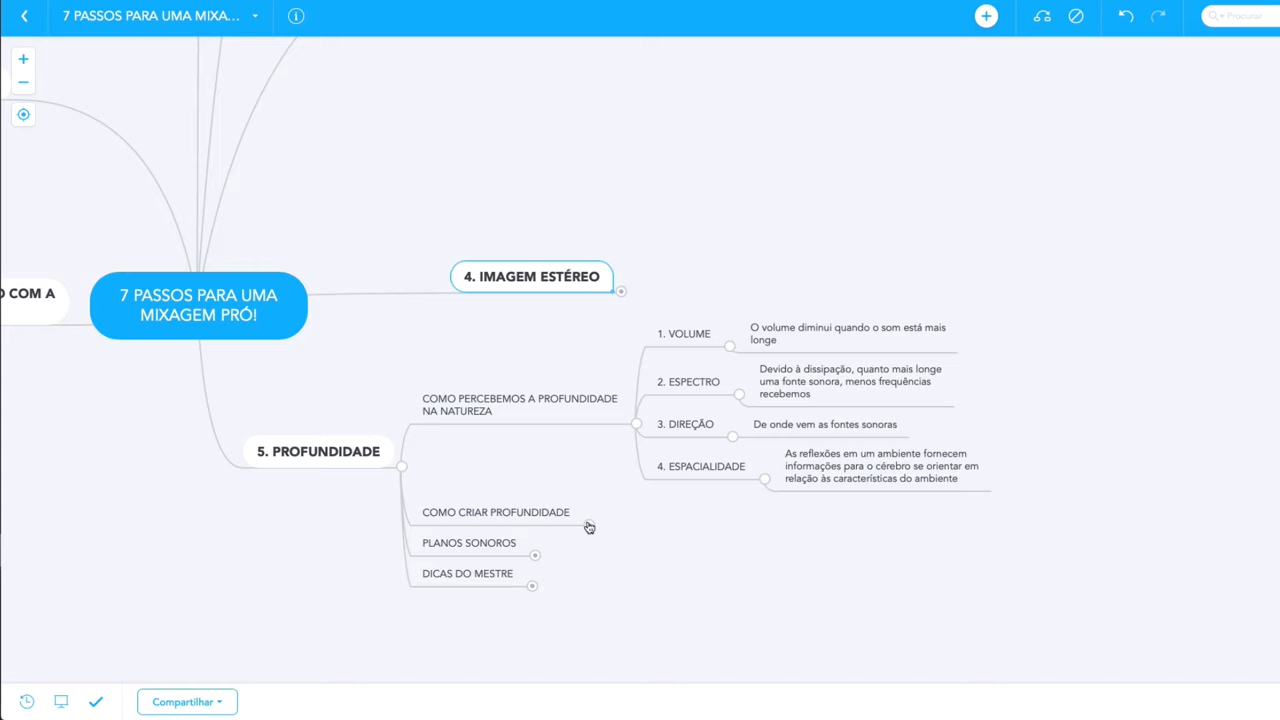 7 PASSOS PARA UMA MIXA...
Procurar
4. IMAGEM ESTÉREO
O COM A
7 PASSOS PARA UMA
MIXAGEM PRÓ!
1. VOLUME
O volume diminui quando o som está mais
longe
2. ESPECTRO
Devido à dissipação, quanto mais longe
uma fonte sonora, menos frequências
recebemos
COMO PERCEBEMOS A PROFUNDIDADE
NA NATUREZA
3. DIREÇÃO
De onde vem as fontes sonoras
4. ESPACIALIDADE
As reflexões em um ambiente fornecem
informações para o cérebro se orientar em
relação às características do ambiente
5. PROFUNDIDADE
COMO CRIAR PROFUNDIDADE
PLANOS SONOROS
DICAS DO MESTRE
Compartilhar